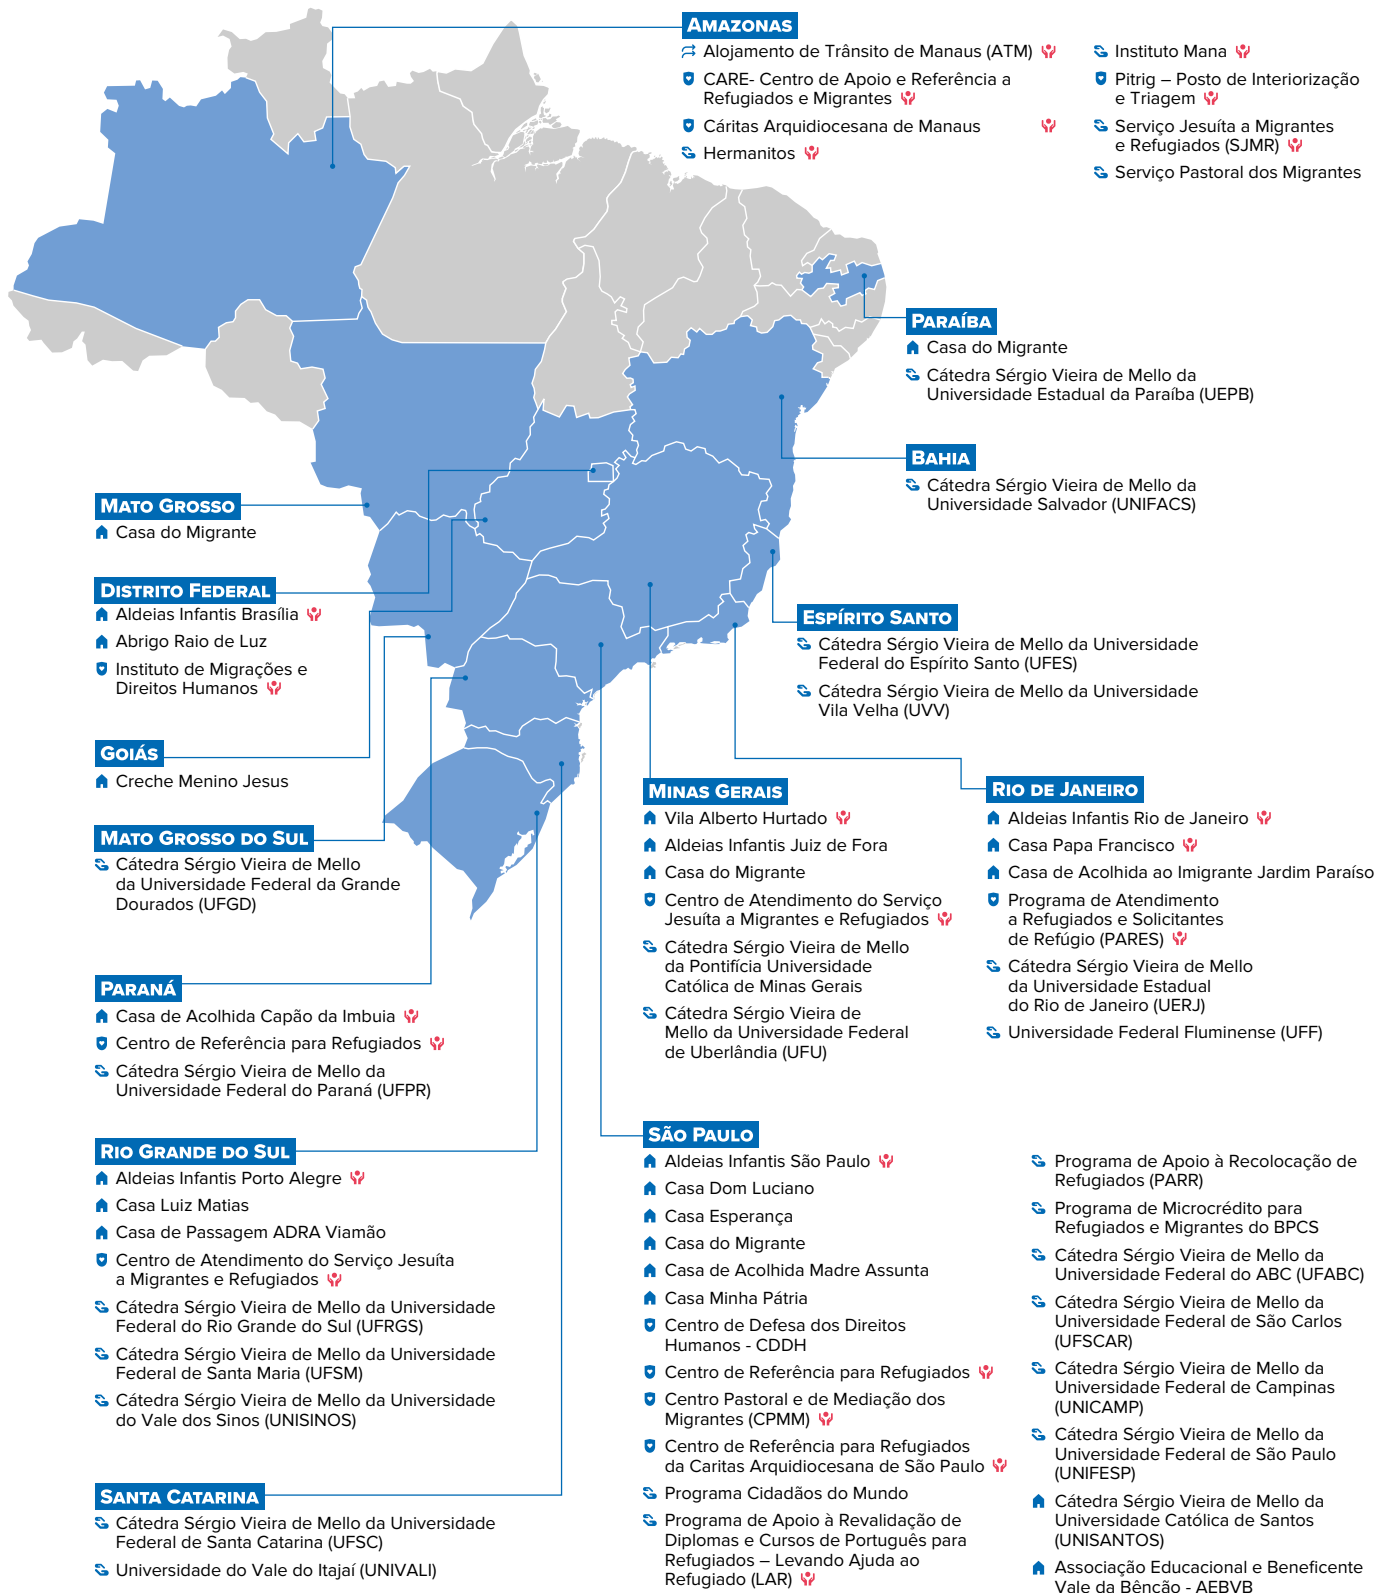 AMAZONAS
Alojamento de Trânsito de Manaus (ATM)
CARE- Centro de Apoio e Referência a
Refugiados e Migrantes
Cáritas Arquidiocesana de Manaus
Hermanitos
Instituto Mana
Pitrig – Posto de Interiorização
e Triagem
Serviço Jesuíta a Migrantes
e Refugiados (SJMR)
Serviço Pastoral dos Migrantes
PARAÍBA
Casa do Migrante
Cátedra Sérgio Vieira de Mello da
Universidade Estadual da Paraíba (UEPB)
BAHIA
Cátedra Sérgio Vieira de Mello da
Universidade Salvador (UNIFACS)
MATO GROSSO
Casa do Migrante
DISTRITO FEDERAL
Aldeias Infantis Brasília
Abrigo Raio de Luz
Instituto de Migrações e
Direitos Humanos
ESPÍRITO SANTO
Cátedra Sérgio Vieira de Mello da Universidade
Federal do Espírito Santo (UFES)
Cátedra Sérgio Vieira de Mello da Universidade
Vila Velha (UVV)
GOIÁS
Creche Menino Jesus
MATO GROSSO DO SUL
Cátedra Sérgio Vieira de Mello
da Universidade Federal da Grande
Dourados (UFGD)
MINAS GERAIS
Vila Alberto Hurtado
Aldeias Infantis Juiz de Fora
Casa do Migrante
Centro de Atendimento do Serviço
Jesuíta a Migrantes e Refugiados
Cátedra Sérgio Vieira de Mello
da Pontifícia Universidade
Católica de Minas Gerais
Cátedra Sérgio Vieira de
Mello da Universidade Federal
de Uberlândia (UFU)
RIO DE JANEIRO
Aldeias Infantis Rio de Janeiro
Casa Papa Francisco
Casa de Acolhida ao Imigrante Jardim Paraíso
Programa de Atendimento
a Refugiados e Solicitantes
de Refúgio (PARES)
Cátedra Sérgio Vieira de Mello
da Universidade Estadual
do Rio de Janeiro (UERJ)
Universidade Federal Fluminense (UFF)
PARANÁ
Casa de Acolhida Capão da Imbuia
Centro de Referência para Refugiados
Cátedra Sérgio Vieira de Mello da
Universidade Federal do Paraná (UFPR)
RIO GRANDE DO SUL
Aldeias Infantis Porto Alegre
Casa Luiz Matias
Casa de Passagem ADRA Viamão
Centro de Atendimento do Serviço Jesuíta
a Migrantes e Refugiados
Cátedra Sérgio Vieira de Mello da Universidade
Federal do Rio Grande do Sul (UFRGS)
Cátedra Sérgio Vieira de Mello da Universidade
Federal de Santa Maria (UFSM)
Cátedra Sérgio Vieira de Mello da Universidade
do Vale dos Sinos (UNISINOS)
SANTA CATARINA
Cátedra Sérgio Vieira de Mello da Universidade
Federal de Santa Catarina (UFSC)
Universidade do Vale do Itajaí (UNIVALI)
SÃO PAULO
Aldeias Infantis São Paulo
Casa Dom Luciano
Casa Esperança
Casa do Migrante
Casa de Acolhida Madre Assunta
Casa Minha Pátria
Centro de Defesa dos Direitos
Humanos - CDDH
Centro de Referência para Refugiados
Centro Pastoral e de Mediação dos
Migrantes (CPMM)
Centro de Referência para Refugiados
da Caritas Arquidiocesana de São Paulo
Programa Cidadãos do Mundo
Programa de Apoio à Revalidação de
Diplomas e Cursos de Português para
Refugiados – Levando Ajuda ao
Refugiado (LAR)
Programa de Apoio à Recolocação de
Refugiados (PARR)
Programa de Microcrédito para
Refugiados e Migrantes do BPCS
Cátedra Sérgio Vieira de Mello da
Universidade Federal do ABC (UFABC)
Cátedra Sérgio Vieira de Mello da
Universidade Federal de São Carlos
(UFSCAR)
Cátedra Sérgio Vieira de Mello da
Universidade Federal de Campinas
(UNICAMP)
Cátedra Sérgio Vieira de Mello da
Universidade Federal de São Paulo
(UNIFESP)
Cátedra Sérgio Vieira de Mello da
Universidade Católica de Santos
(UNISANTOS)
Associação Educacional e Beneficente
Vale da Bênção - AEBVB